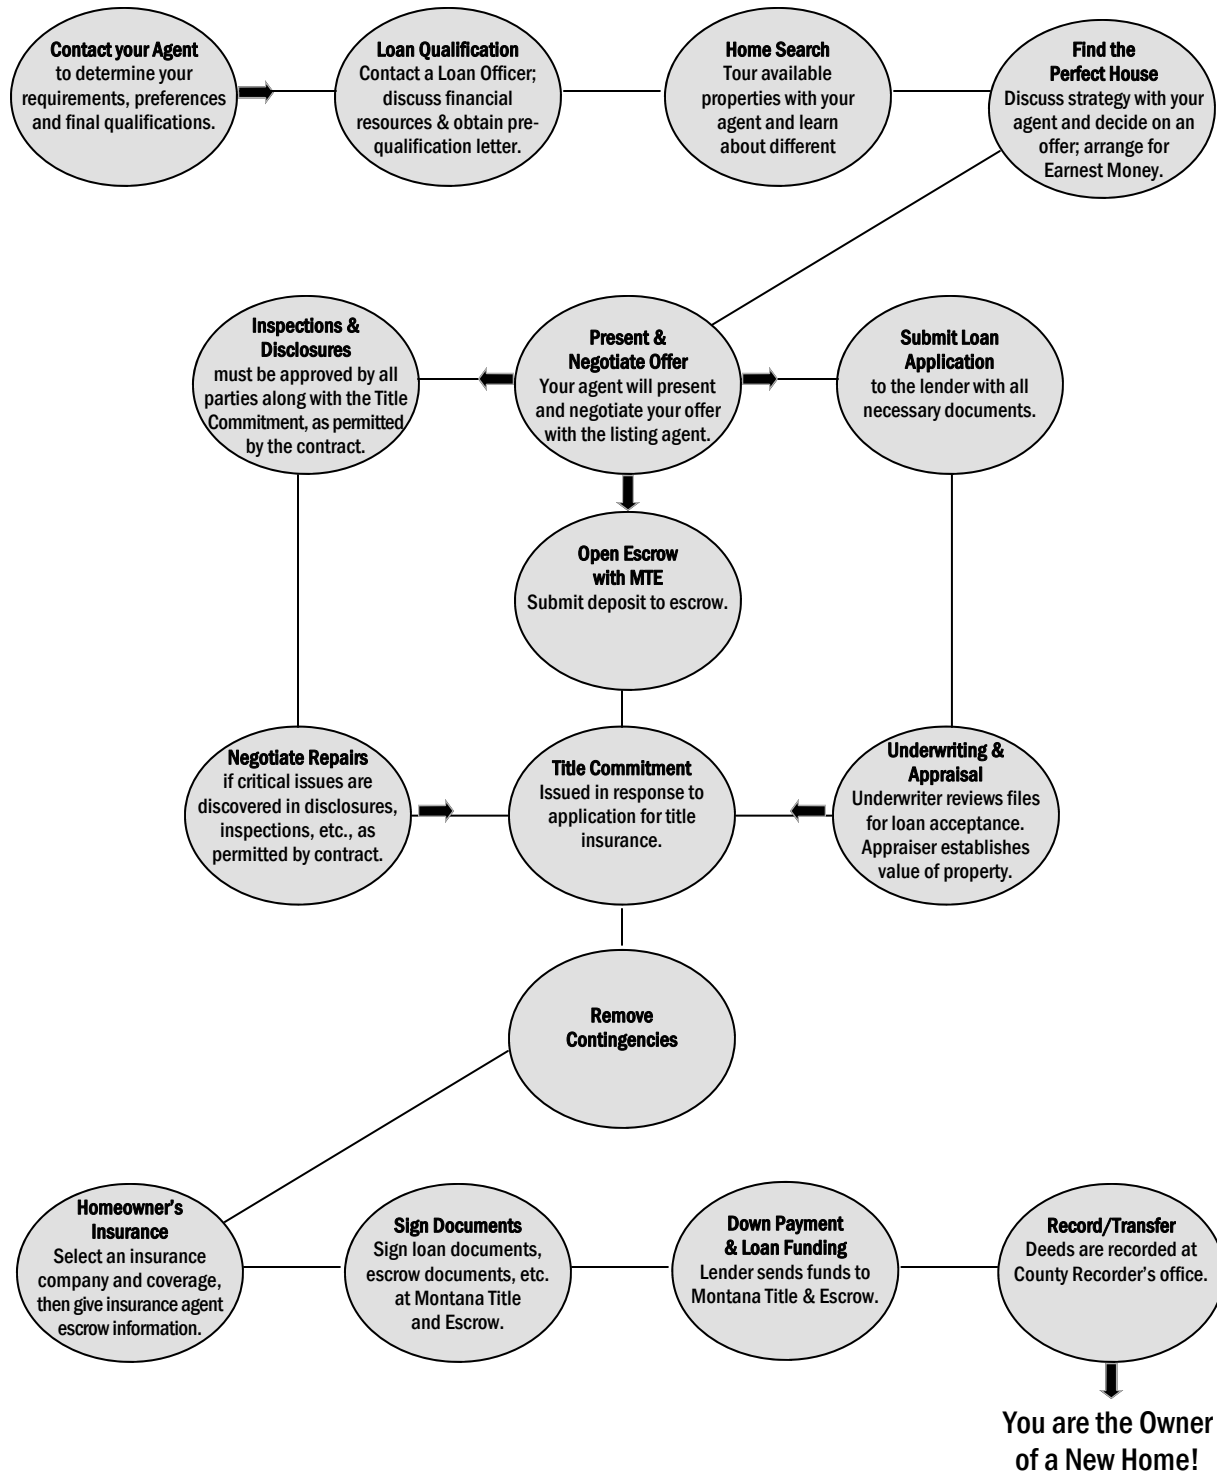 Contact your Agent
to determine your
requirements, preferences
and final qualifications.
Loan Qualification
Contact a Loan Officer;
discuss financial
resources & obtain pre-
qualification letter.
Home Search
Tour available
properties with your
agent and learn
about different
Find the
Perfect House
Discuss strategy with your
agent and decide on an
offer; arrange for
Earnest Money.
Inspections &
Disclosures
must be approved by all
parties along with the Title
Commitment, as permitted
by the contract.
Present &
Negotiate Offer
Your agent will present
and negotiate your offer
with the listing agent.
Submit Loan
Application
to the lender with all
necessary documents.
Open Escrow
with MTE
Submit deposit to escrow.
Negotiate Repairs
if critical issues are
discovered in disclosures,
inspections, etc., as
permitted by contract.
Title Commitment
Issued in response to
application for title
insurance.
Underwriting &
Appraisal
Underwriter reviews files
for loan acceptance.
Appraiser establishes
value of property.
Remove
Contingencies
Homeowner's
Insurance
Select an insurance
company and coverage,
then give insurance agent
escrow information.
Sign Documents
Sign loan documents,
escrow documents, etc.
at Montana Title
and Escrow.
Down Payment
& Loan Funding
Lender sends funds to
Montana Title & Escrow.
Record/Transfer
Deeds are recorded at
County Recorder's office.
You are the Owner
of a New Home!